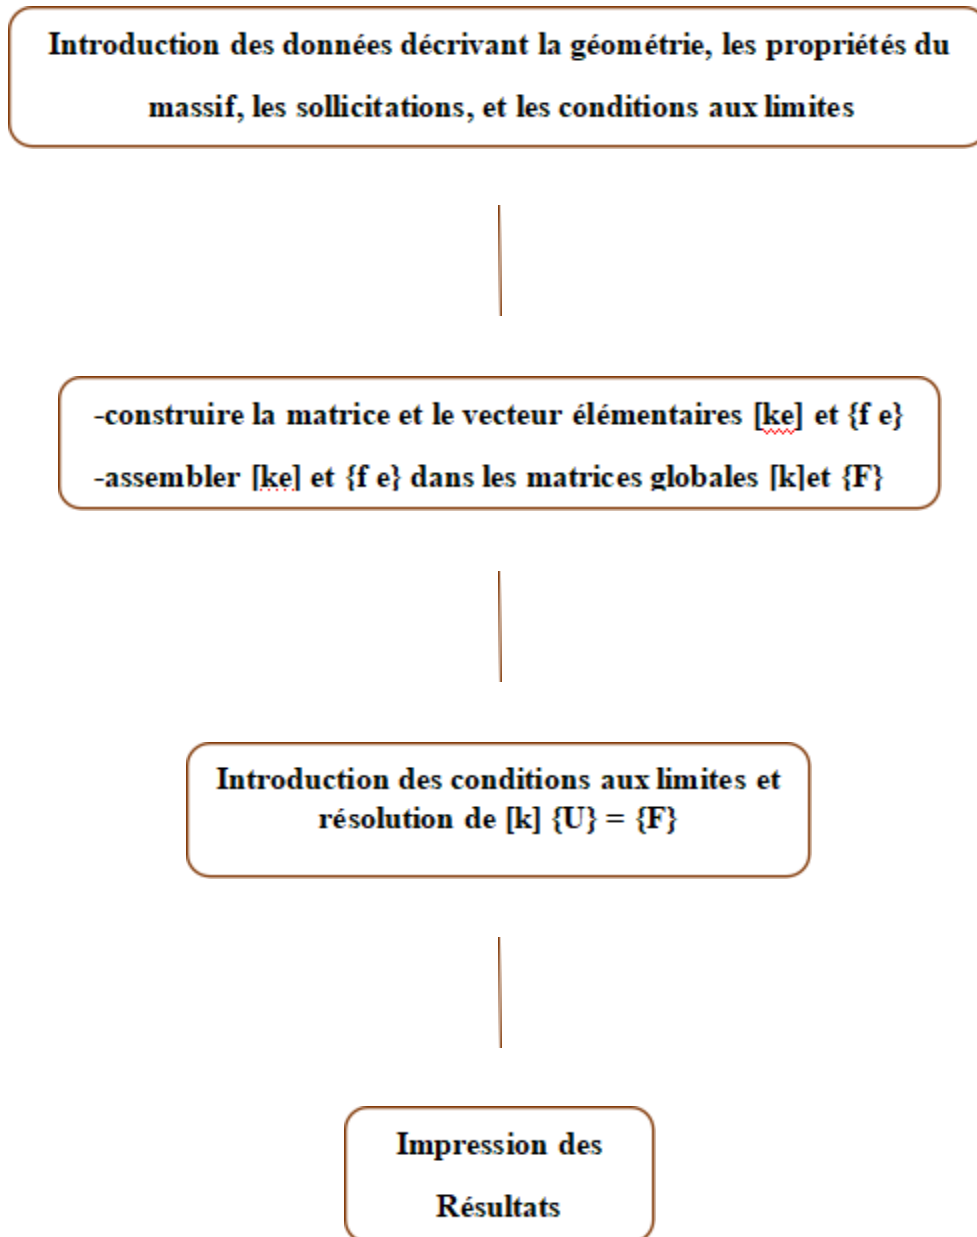 Introduction des données décrivant la géométrie, les propriétés du
massif, les sollicitations, et les conditions aux limites
-construire la matrice et le vecteur élémentaires [ke] et {f e}
-assembler [ke] et {f e} dans les matrices globales [k]et {F}
Introduction des conditions aux limites et
résolution de [k] {U} = {F}
Impression des
Résultats